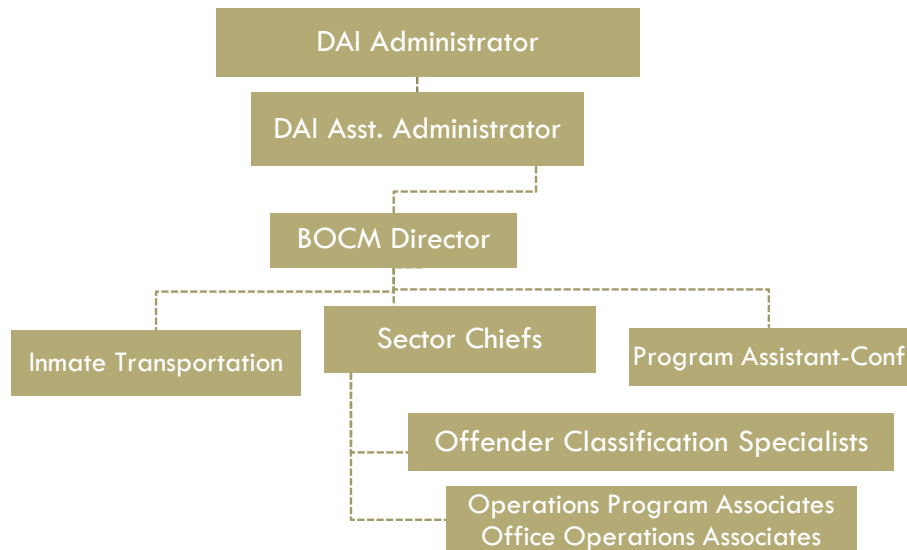 DAI Administrator
DAI Asst. Administrator
BOCM Director
Inmate Transportation
Sector Chiefs
Program Assistant-Conf
Offender Classification Specialists
Operations Program Associates
Office Operations Associates